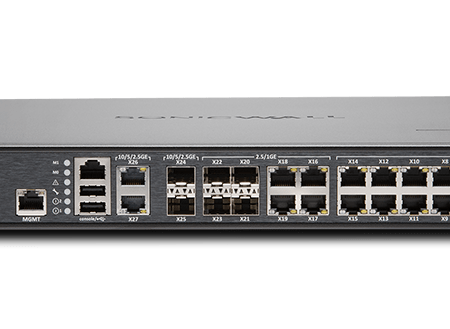 SONICWALL
10/5/2.5GE
X26
10/5/2.5GE
X24
2.5/1GE
X22
X20
X18
X16
X14
X12
X10
X8
M0
MGMT
console/
X27
X25
X23
X21
X19
X17
X15
X13
X11
X9